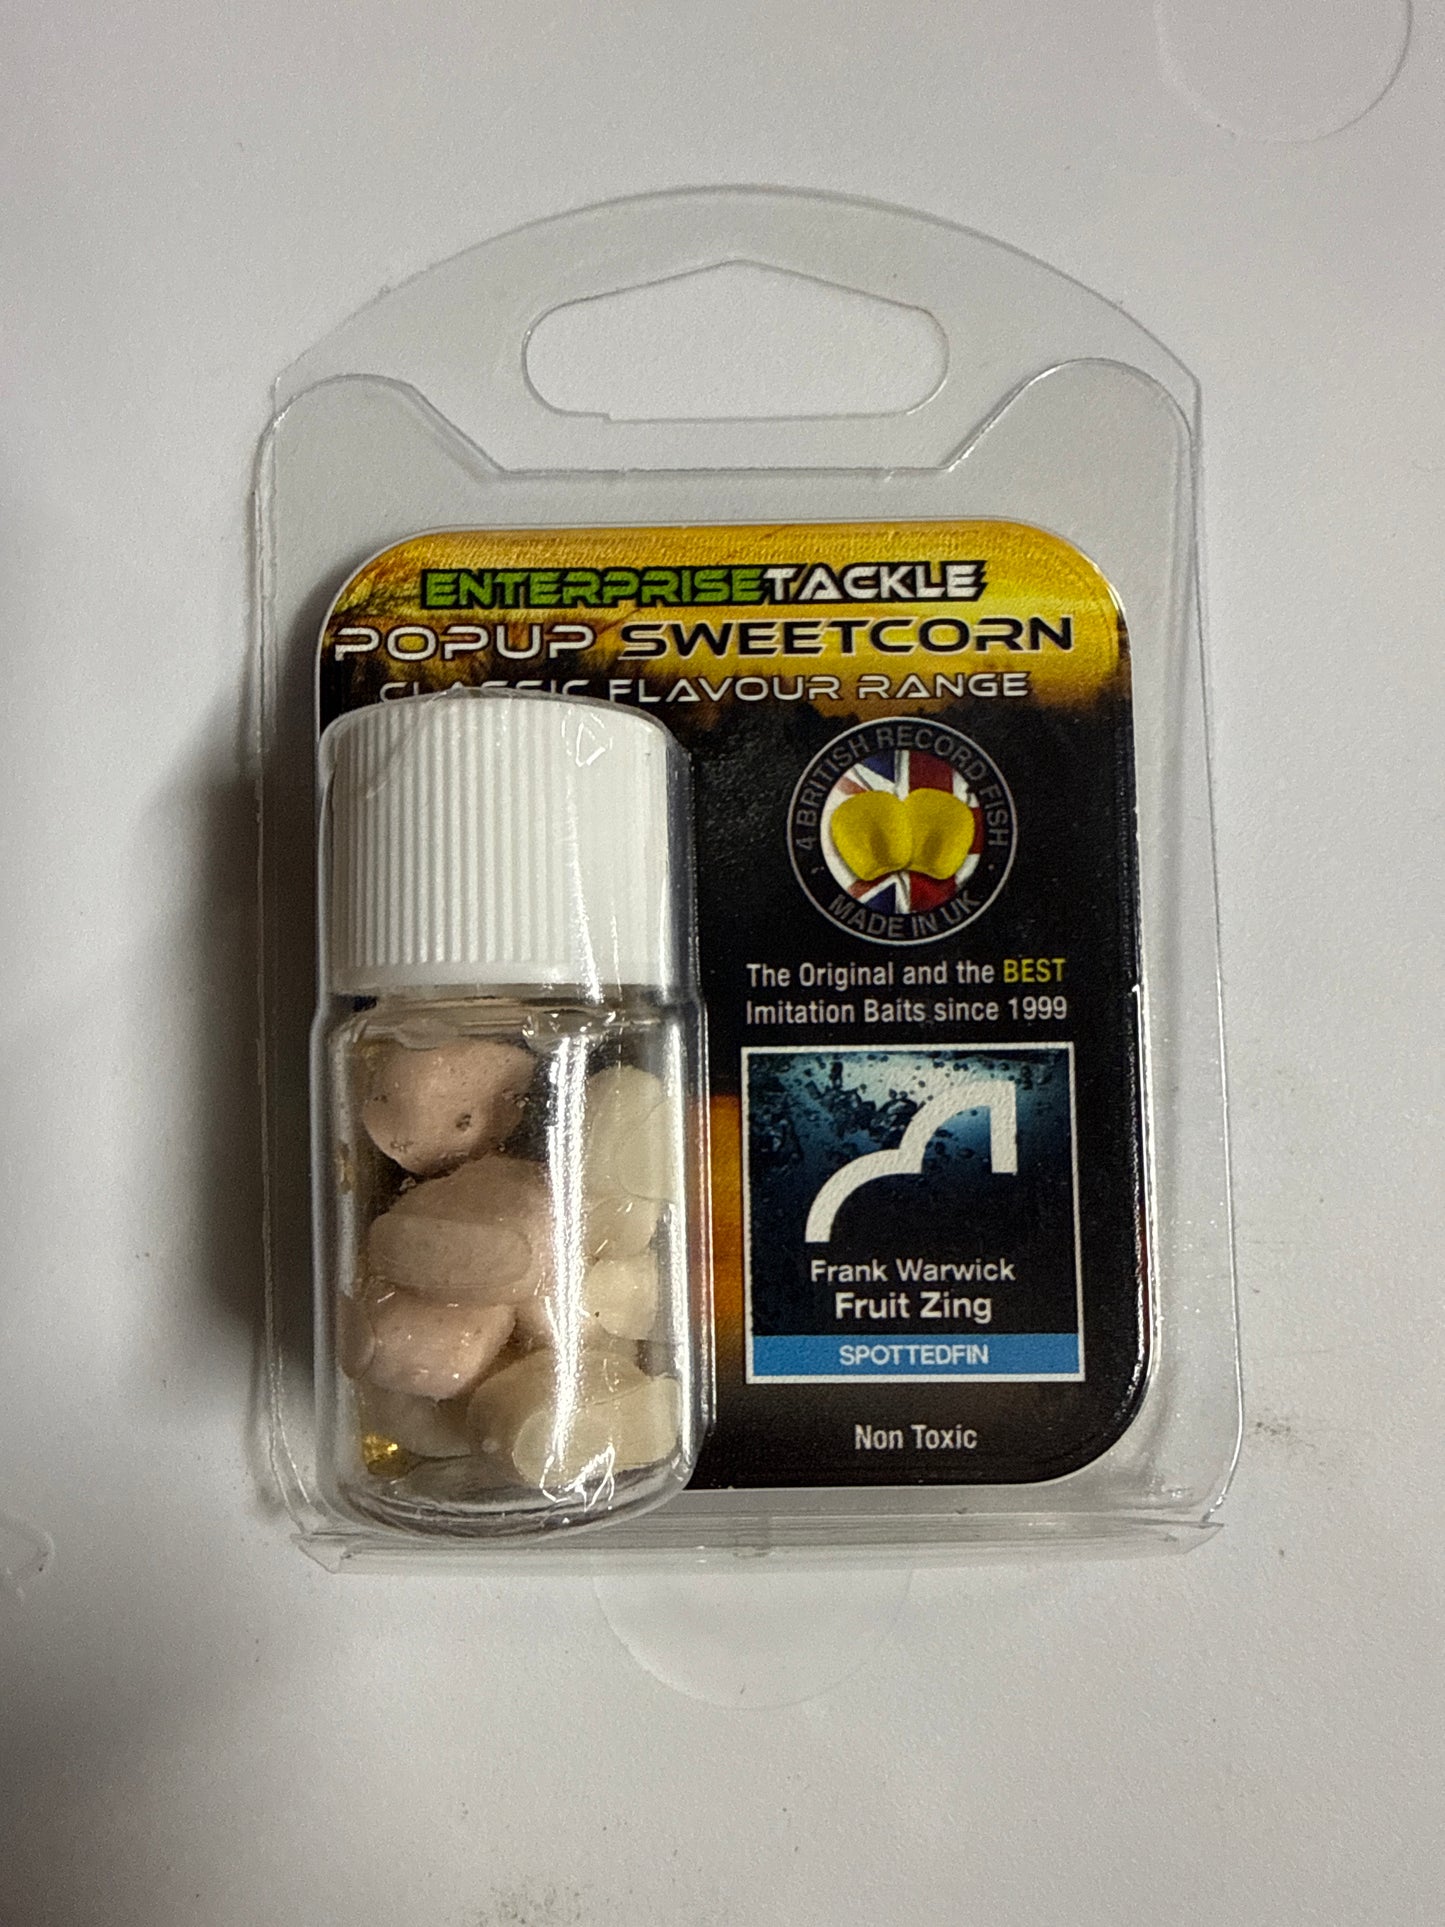 ENTERPRISETACKLE
POPUP SWEETCORN
CLASSIC FLAVOUR RANGE
4 BRITISH RECORD FISH
MADE IN UK
The Original and the BEST
Imitation Baits since 1999
Frank Warwick
Fruit Zing
SPOTTEDFIN
Non Toxic